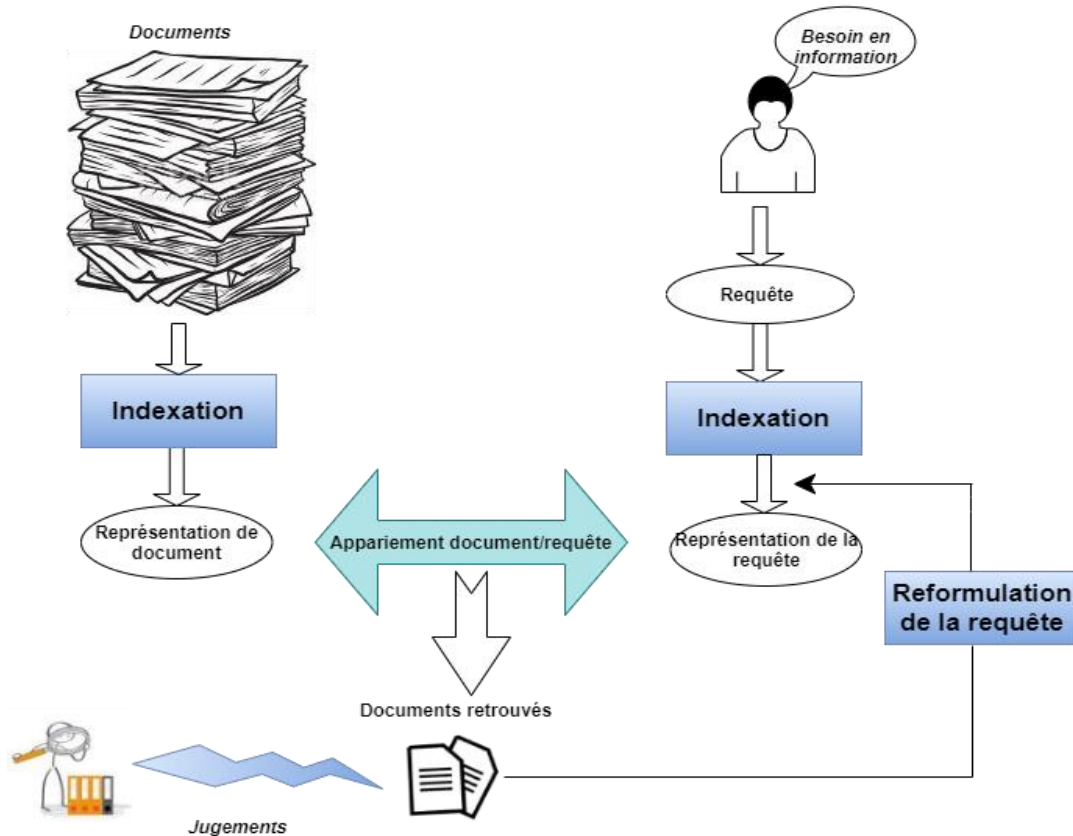 Documents
Besoin en
information
Requête
Indexation
Indexation
Représentation de
document
Appariement document/requête
Représentation de la
requête
Reformulation
de la requête
Documents retrouvés
Jugements